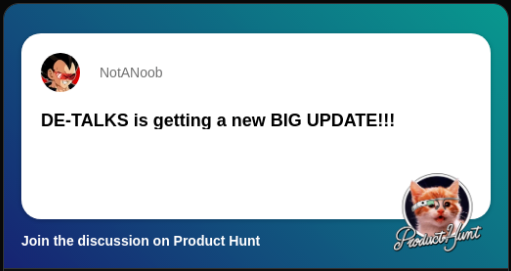 NotANoob
DE-TALKS is getting a new BIG UPDATE!!!
Product Hunt
Join the discussion on Product Hunt